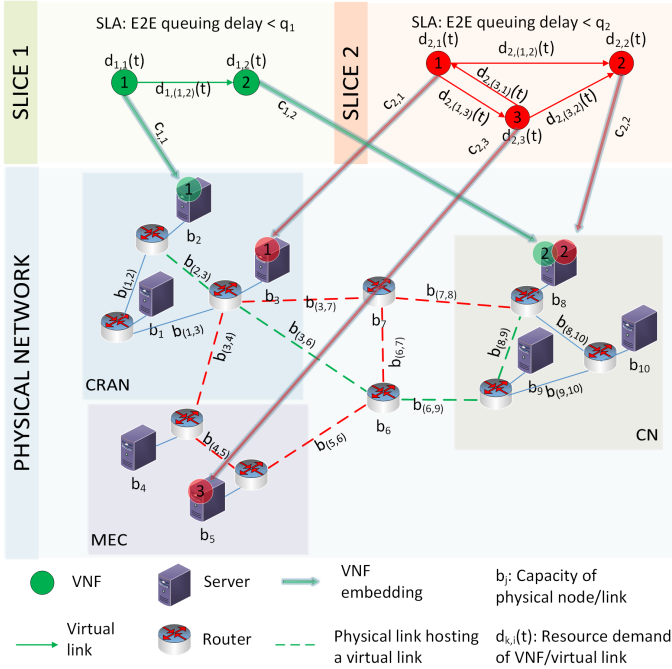 SLICE 1
SLA: E2E queuing delay < q1
d1,1(t)
d1,2(t)
1
d1,(1,2)(t)
2
c1,1
c1,2
SLICE 2
SLA: E2E queuing delay < q2
d2,1(t)
d2,2(t)
1
d2,(1,2)(t)
2
d2,(3,1)(t)
d2,(1,3)(t)
d2,(3,2)(t)
3
d2,3(t)
c2,1
c2,3
c2,2
PHYSICAL NETWORK
1
b2
b(1,2)
b(2,3)
1
b3
b1
b(1,3)
CRAN
b(3,4)
b(3,6)
b(3,7)
b7
b(7,8)
b(6,7)
b6
b(6,9)
2
2
b8
b(8,9)
b(8,10)
b10
b9
b(9,10)
CN
b4
b(4,5)
3
b5
b(5,6)
MEC
VNF
Server
VNF
embedding
bj: Capacity of
physical node/link
Virtual
link
Router
Physical link hosting
a virtual link
dk,i(t): Resource demand
of VNF/virtual link